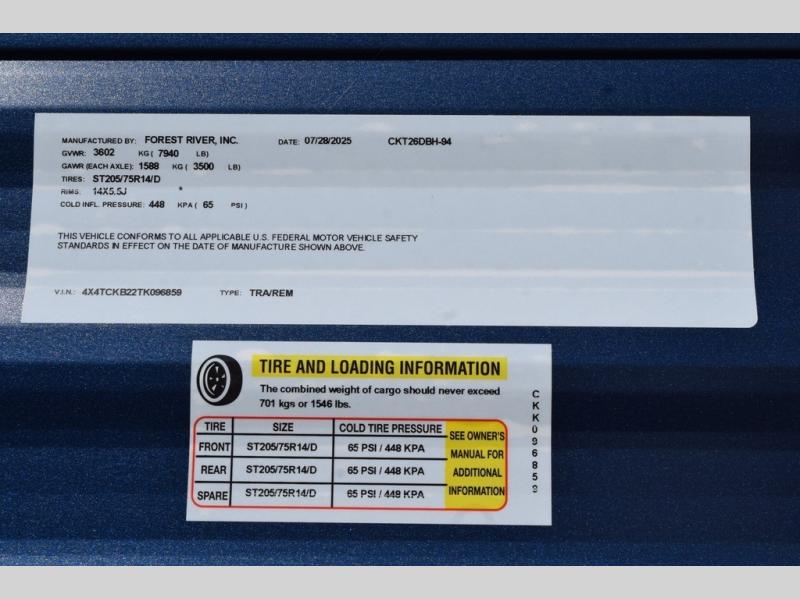 MANUFACTURED BY: FOREST RIVER, INC. DATE: 07/28/2025 CKT26DBH-94
GVWR: 3602 KG ( 7940 LB)
GAWR (EACH AXLE): 1588 KG ( 3500 LB)
TIRES: ST205/75R14/D
RIMS: 14X5.5J *
COLD INFL. PRESSURE: 448 KPA ( 65 PSI )
THIS VEHICLE CONFORMS TO ALL APPLICABLE U.S. FEDERAL MOTOR VEHICLE SAFETY
STANDARDS IN EFFECT ON THE DATE OF MANUFACTURE SHOWN ABOVE.
V.I.N.: 4X4TCKB22TK096859 TYPE: TRA/REM
TIRE AND LOADING INFORMATION
The combined weight of cargo should never exceed
701 kgs or 1546 lbs.
TIRE SIZE COLD TIRE PRESSURE
FRONT ST205/75R14/D 65 PSI / 448 KPA
REAR ST205/75R14/D 65 PSI / 448 KPA
SPARE ST205/75R14/D 65 PSI / 448 KPA
SEE OWNER'S
MANUAL FOR
ADDITIONAL
INFORMATION
CKK096859